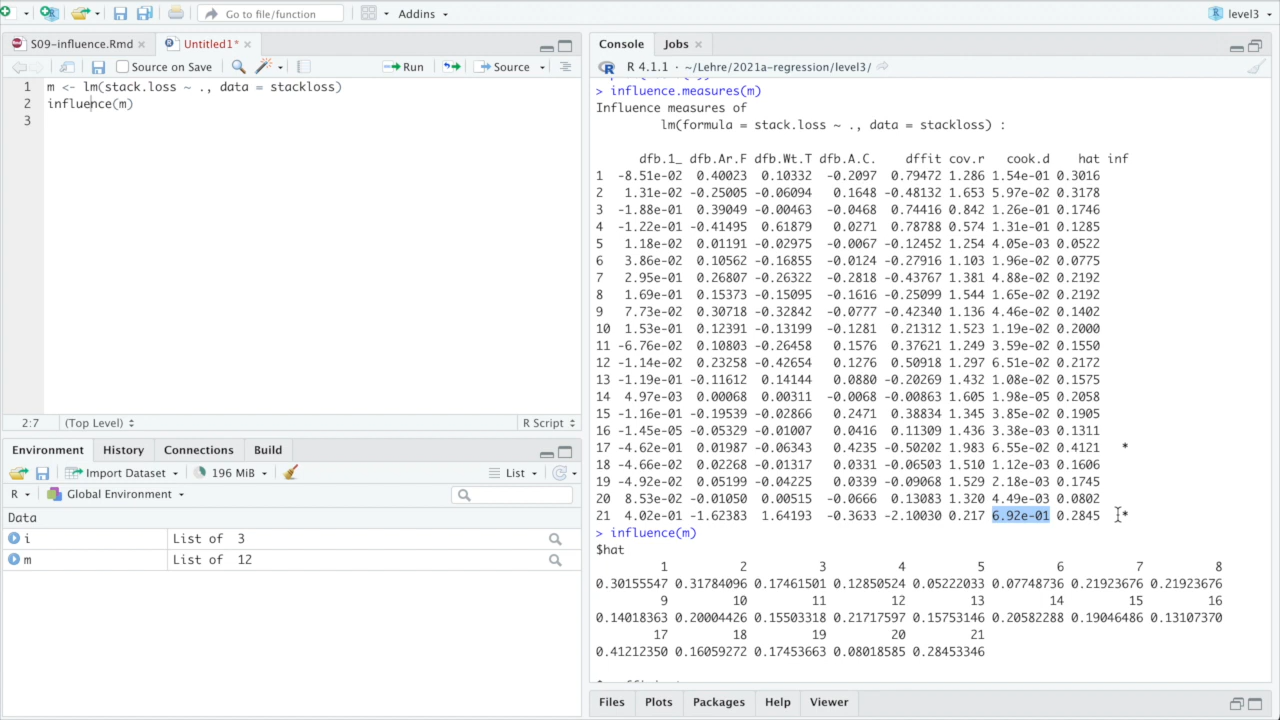 Go to file/function
Addins
level3
S09-influence.Rmd
Untitled1*
Source on Save
Run
Source
1 m <- lm(stack.loss ~ ., data = stackloss)
2 influence(m)
3
2:7
(Top Level)
R Script
Environment History Connections Build
Import Dataset
196 MiB
List
R
Global Environment
Data
i List of 3
m List of 12
Console Jobs
R 4.1.1 · ~/Lehre/2021a-regression/level3/
> influence.measures(m)
Influence measures of
lm(formula = stack.loss ~ ., data = stackloss) :
dfb.1_ dfb.Ar.F dfb.Wt.T dfb.A.C. dffit cov.r cook.d hat inf
1 -8.51e-02 0.40023 0.10332 -0.2097 0.79472 1.286 1.54e-01 0.3016
2 1.31e-02 -0.25005 -0.06094 0.1648 -0.48132 1.653 5.97e-02 0.3178
3 -1.88e-01 0.39049 -0.00463 -0.0468 0.74416 0.842 1.26e-01 0.1746
4 -1.22e-01 -0.41495 0.61879 0.0271 0.78788 0.574 1.31e-01 0.1285
5 1.18e-02 0.01191 -0.02975 -0.0067 -0.12452 1.254 4.05e-03 0.0522
6 3.86e-02 0.10562 -0.16855 -0.0124 -0.27916 1.103 1.96e-02 0.0775
7 2.95e-01 0.26807 -0.26322 -0.2818 -0.43767 1.381 4.88e-02 0.2192
8 1.69e-01 0.15373 -0.15095 -0.1616 -0.25099 1.544 1.65e-02 0.2192
9 7.73e-02 0.30718 -0.32842 -0.0777 -0.42340 1.136 4.46e-02 0.1402
10 1.53e-01 0.12391 -0.13199 -0.1281 0.21312 1.523 1.19e-02 0.2000
11 -6.76e-02 0.10803 -0.26458 0.1576 0.37621 1.249 3.59e-02 0.1550
12 -1.14e-02 0.23258 -0.42654 0.1276 0.50918 1.297 6.51e-02 0.2172
13 -1.19e-01 -0.11612 0.14144 0.0880 -0.20269 1.432 1.08e-02 0.1575
14 4.97e-03 0.00068 0.00311 -0.0068 -0.00863 1.605 1.98e-05 0.2058
15 -1.16e-01 -0.19539 -0.02866 0.2471 0.38834 1.345 3.85e-02 0.1905
16 -1.45e-05 -0.05329 -0.01007 0.0416 0.11309 1.436 3.38e-03 0.1311
17 -4.62e-01 0.01987 -0.06343 0.4235 -0.50202 1.983 6.55e-02 0.4121 *
18 -4.66e-02 0.02268 -0.01317 0.0331 -0.06503 1.510 1.12e-03 0.1606
19 -4.92e-02 0.05199 -0.04225 0.0339 -0.09068 1.529 2.18e-03 0.1745
20 8.53e-02 -0.01050 0.00515 -0.0666 0.13083 1.320 4.49e-03 0.0802
21 4.02e-01 -1.62383 1.64193 -0.3633 -2.10030 0.217 6.92e-01 0.2845 *
> influence(m)
$hat
1 2 3 4 5 6 7 8
0.30155547 0.31784096 0.17461501 0.12850524 0.05222033 0.07748736 0.21923676 0.21923676
9 10 11 12 13 14 15 16
0.14018363 0.20004426 0.15503318 0.21717597 0.15753146 0.20582288 0.19046486 0.13107370
17 18 19 20 21
0.41212350 0.16059272 0.17453663 0.08018585 0.28453346
Files Plots Packages Help Viewer